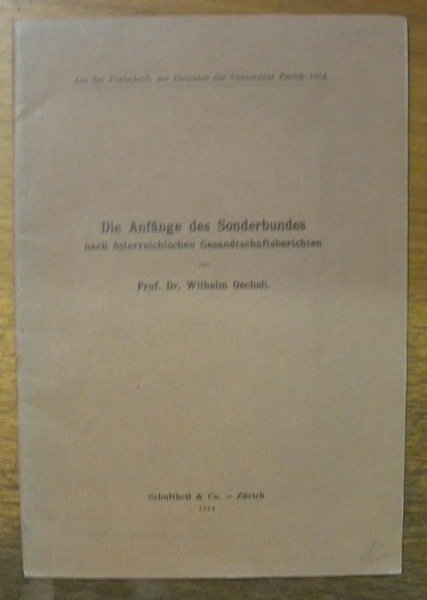 Aus der Festschrift der Dozenten der Universität Zürich 1914.
Die Anfänge des Sonderbundes
nach österreichischen Gesandtschaftsberichten
von
Prof. Dr. Wilhelm Oechsli.
Schultheß & Co. – Zürich
1914